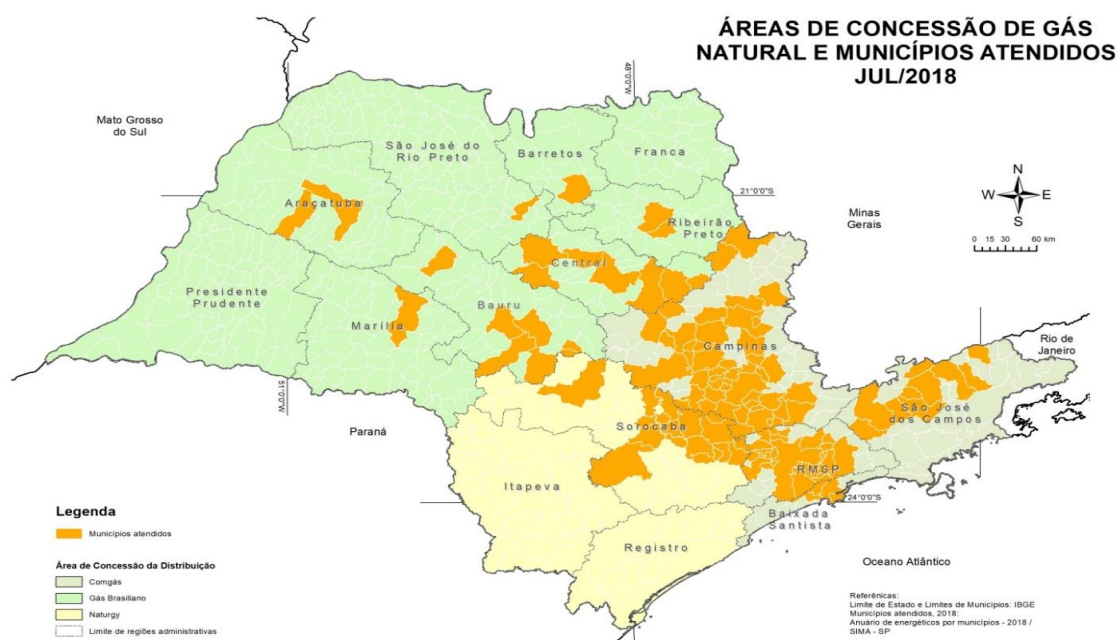 ÁREAS DE CONCESSÃO DE GÁS
NATURAL E MUNICÍPIOS ATENDIDOS
JUL/2018
48°0'0"W
Mato Grosso
do Sul
São José do
Rio Preto
Barretos
Franca
21°0'0"S
Araçatuba
Ribeirão
Preto
Minas
Gerais
N
W E
S
0 15 30 60 km
Central
Presidente
Prudente
Bauru
Marília
Campinas
Rio de
Janeiro
51°0'0"W
São José
dos Campos
Paraná
Sorocaba
RMSP
Itapeva
24°0'0"S
Baixada
Santista
Registro
Oceano Atlântico
Legenda
Municípios atendidos
Área de Concessão da Distribuição
Comgás
Gás Brasiliano
Naturgy
Limite de regiões administrativas
Referênicas:
Limite de Estado e Limites de Municípios: IBGE
Municípios atendidos, 2018:
Anuário de energéticos por municípios - 2018 /
SIMA - SP